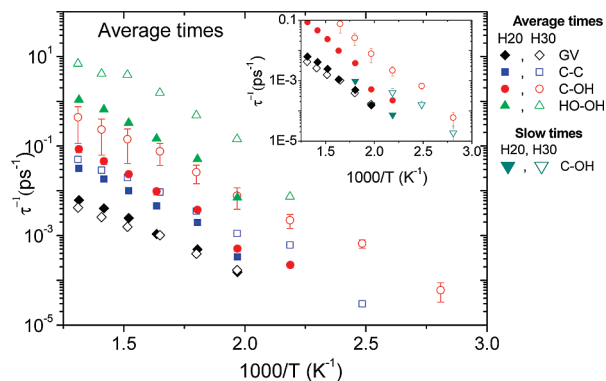 Average times
10¹
10⁻¹
10⁻³
10⁻⁵
τ⁻¹(ps⁻¹)
1.5 2.0 2.5 3.0
1000/T (K⁻¹)
0.1
1E-3
1E-5
τ⁻¹(ps⁻¹)
1.5 2.0 2.5 3.0
1000/T (K⁻¹)
Average times
H20 H30
, GV
, C-C
, C-OH
, HO-OH
Slow times
H20, H30
, C-OH